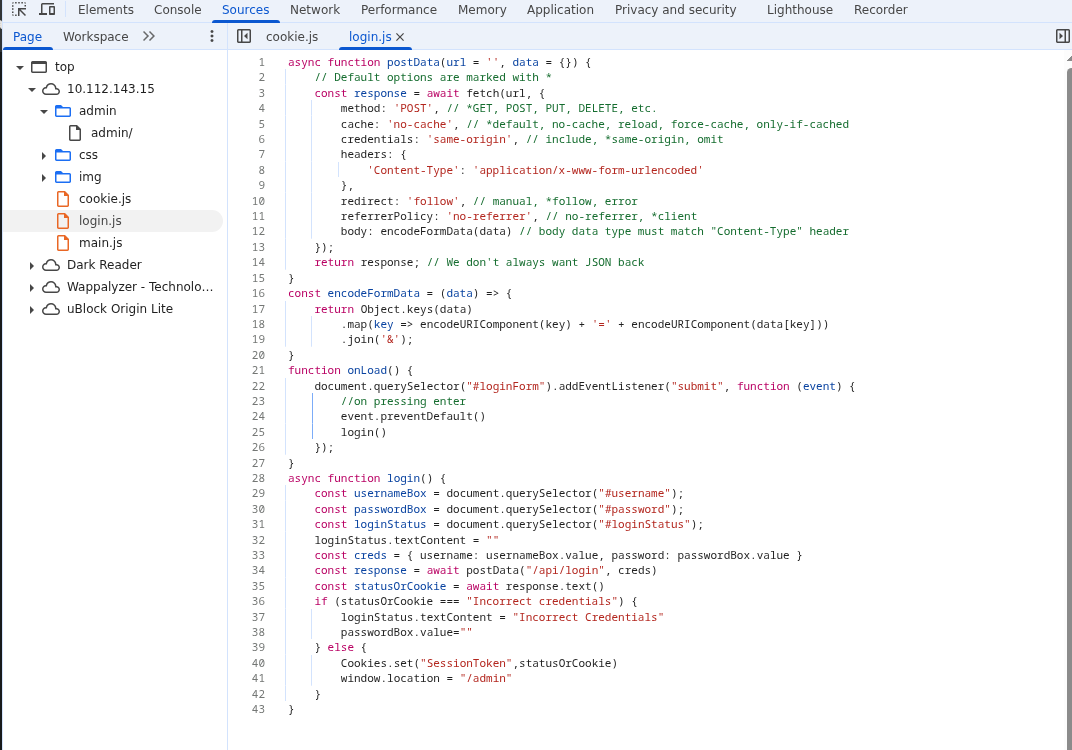 Elements Console Sources Network Performance Memory Application Privacy and security Lighthouse Recorder
Page Workspace cookie.js login.js
top
10.112.143.15
admin
admin/
css
img
cookie.js
login.js
main.js
Dark Reader
Wappalyzer - Technolo…
uBlock Origin Lite
1 async function postData(url = '', data = {}) {
2     // Default options are marked with *
3     const response = await fetch(url, {
4         method: 'POST', // *GET, POST, PUT, DELETE, etc.
5         cache: 'no-cache', // *default, no-cache, reload, force-cache, only-if-cached
6         credentials: 'same-origin', // include, *same-origin, omit
7         headers: {
8             'Content-Type': 'application/x-www-form-urlencoded'
9         },
10         redirect: 'follow', // manual, *follow, error
11         referrerPolicy: 'no-referrer', // no-referrer, *client
12         body: encodeFormData(data) // body data type must match "Content-Type" header
13     });
14     return response; // We don't always want JSON back
15 }
16 const encodeFormData = (data) => {
17     return Object.keys(data)
18         .map(key => encodeURIComponent(key) + '=' + encodeURIComponent(data[key]))
19         .join('&');
20 }
21 function onLoad() {
22     document.querySelector("#loginForm").addEventListener("submit", function (event) {
23         //on pressing enter
24         event.preventDefault()
25         login()
26     });
27 }
28 async function login() {
29     const usernameBox = document.querySelector("#username");
30     const passwordBox = document.querySelector("#password");
31     const loginStatus = document.querySelector("#loginStatus");
32     loginStatus.textContent = ""
33     const creds = { username: usernameBox.value, password: passwordBox.value }
34     const response = await postData("/api/login", creds)
35     const statusOrCookie = await response.text()
36     if (statusOrCookie === "Incorrect credentials") {
37         loginStatus.textContent = "Incorrect Credentials"
38         passwordBox.value=""
39     } else {
40         Cookies.set("SessionToken",statusOrCookie)
41         window.location = "/admin"
42     }
43 }